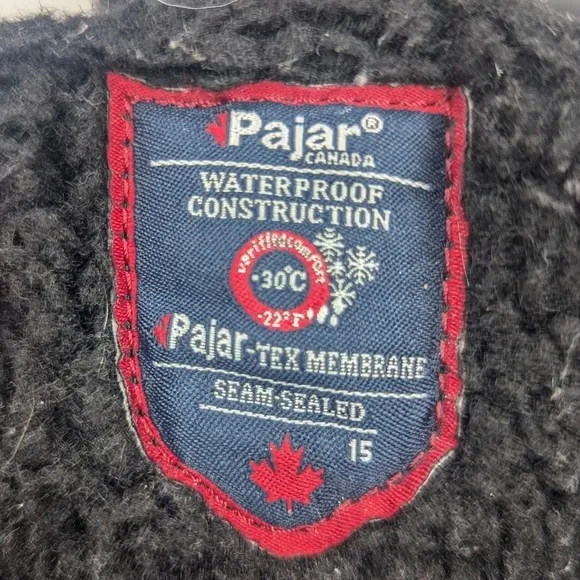 Pajar®
CANADA
WATERPROOF
CONSTRUCTION
verifiedcomfort
-30°C
-22°F
Pajar-TEX MEMBRANE
SEAM-SEALED
15